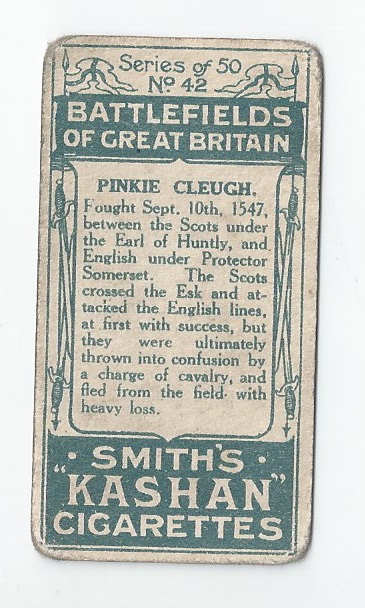 Series of 50
No 42
BATTLEFIELDS
OF GREAT BRITAIN
PINKIE CLEUGH.
Fought Sept. 10th, 1547,
between the Scots under
the Earl of Huntly, and
English under Protector
Somerset. The Scots
crossed the Esk and at-
tacked the English lines,
at first with success, but
they were ultimately
thrown into confusion by
a charge of cavalry, and
fled from the field with
heavy loss.
· SMITH'S ·
"KASHAN"
CIGARETTES